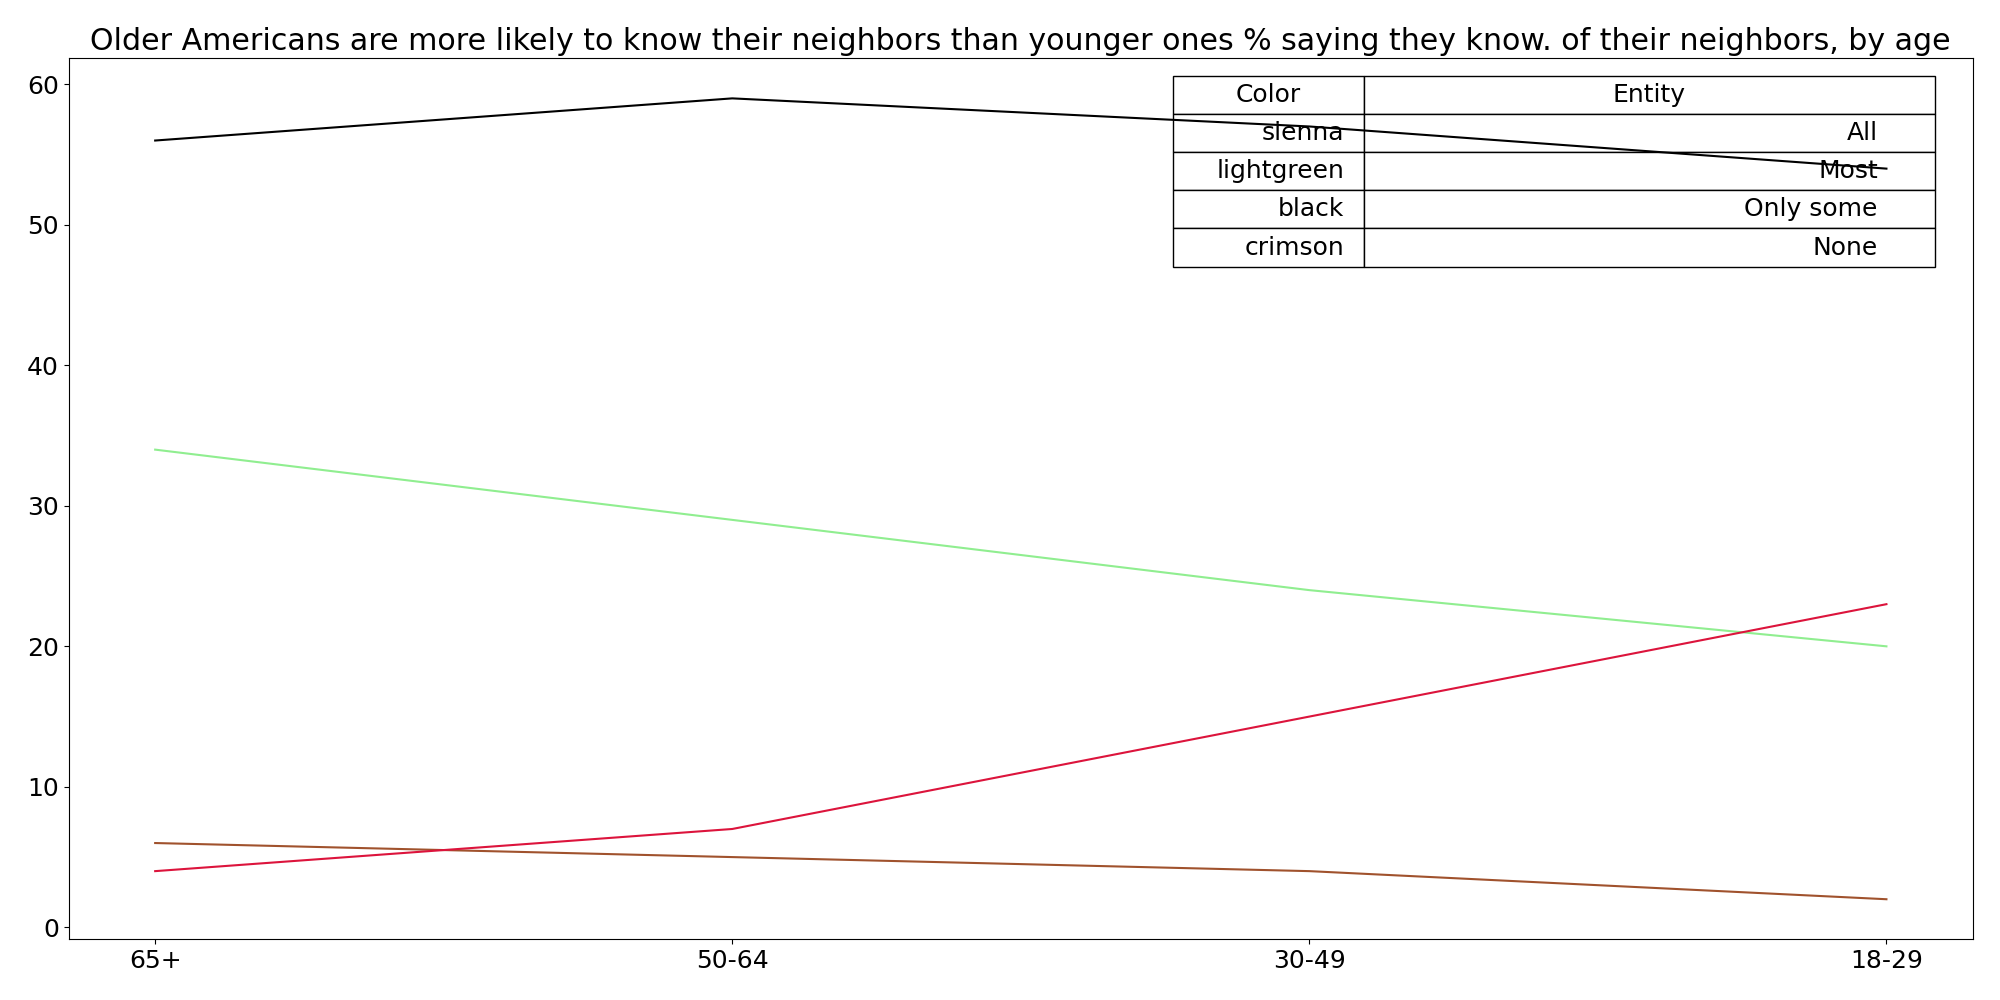 Older Americans are more likely to know their neighbors than younger ones % saying they know. of their neighbors, by age
60
50
40
30
20
10
0
65+ 50-64 30-49 18-29
Color Entity
sienna All
lightgreen Most
black Only some
crimson None